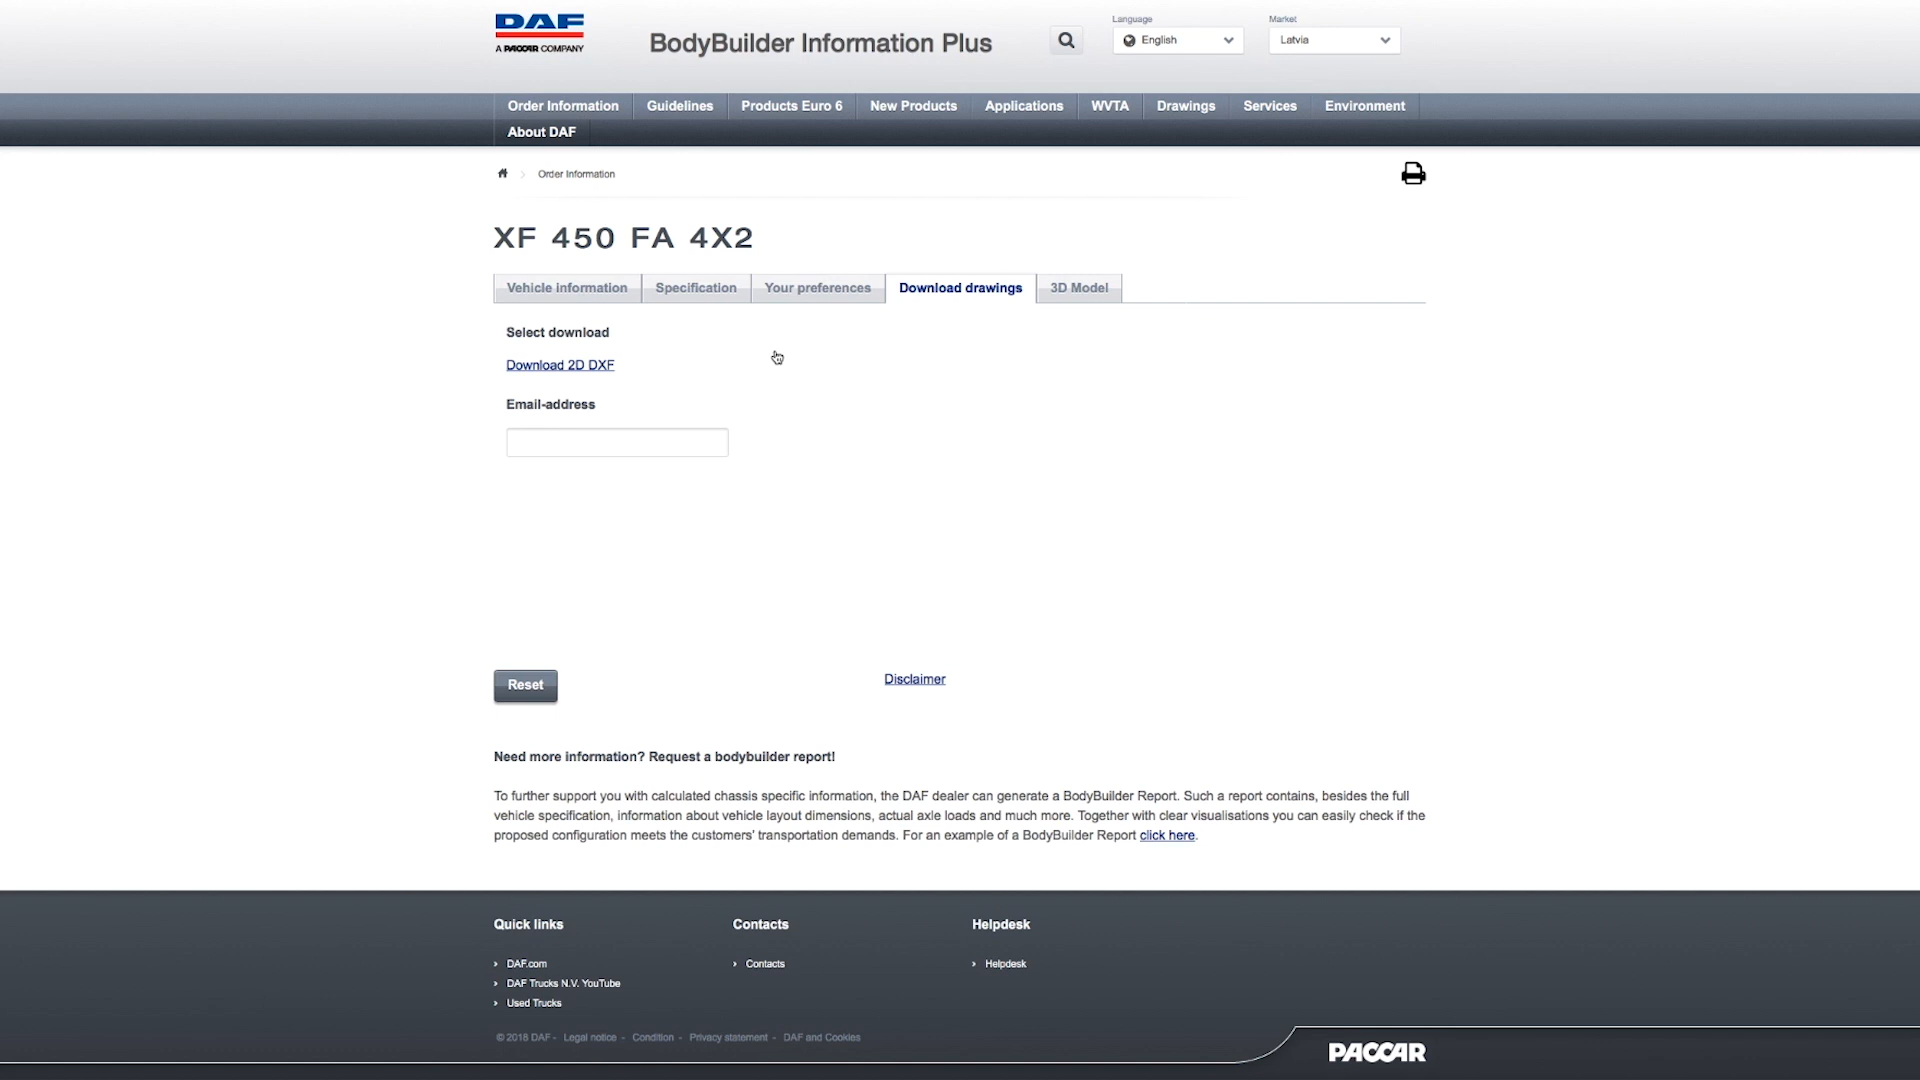 DAF
A PACCAR COMPANY
BodyBuilder Information Plus
Language
English
Market
Latvia
Order Information
Guidelines
Products Euro 6
New Products
Applications
WVTA
Drawings
Services
Environment
About DAF
Order Information
XF 450 FA 4X2
Vehicle information
Specification
Your preferences
Download drawings
3D Model
Select download
Download 2D DXF
Email-address
Reset
Disclaimer
Need more information? Request a bodybuilder report!
To further support you with calculated chassis specific information, the DAF dealer can generate a BodyBuilder Report. Such a report contains, besides the full
vehicle specification, information about vehicle layout dimensions, actual axle loads and much more. Together with clear visualisations you can easily check if the
proposed configuration meets the customers' transportation demands. For an example of a BodyBuilder Report click here.
Quick links
DAF.com
DAF Trucks N.V. YouTube
Used Trucks
Contacts
Contacts
Helpdesk
Helpdesk
© 2018 DAF - Legal notice - Condition - Privacy statement - DAF and Cookies
PACCAR